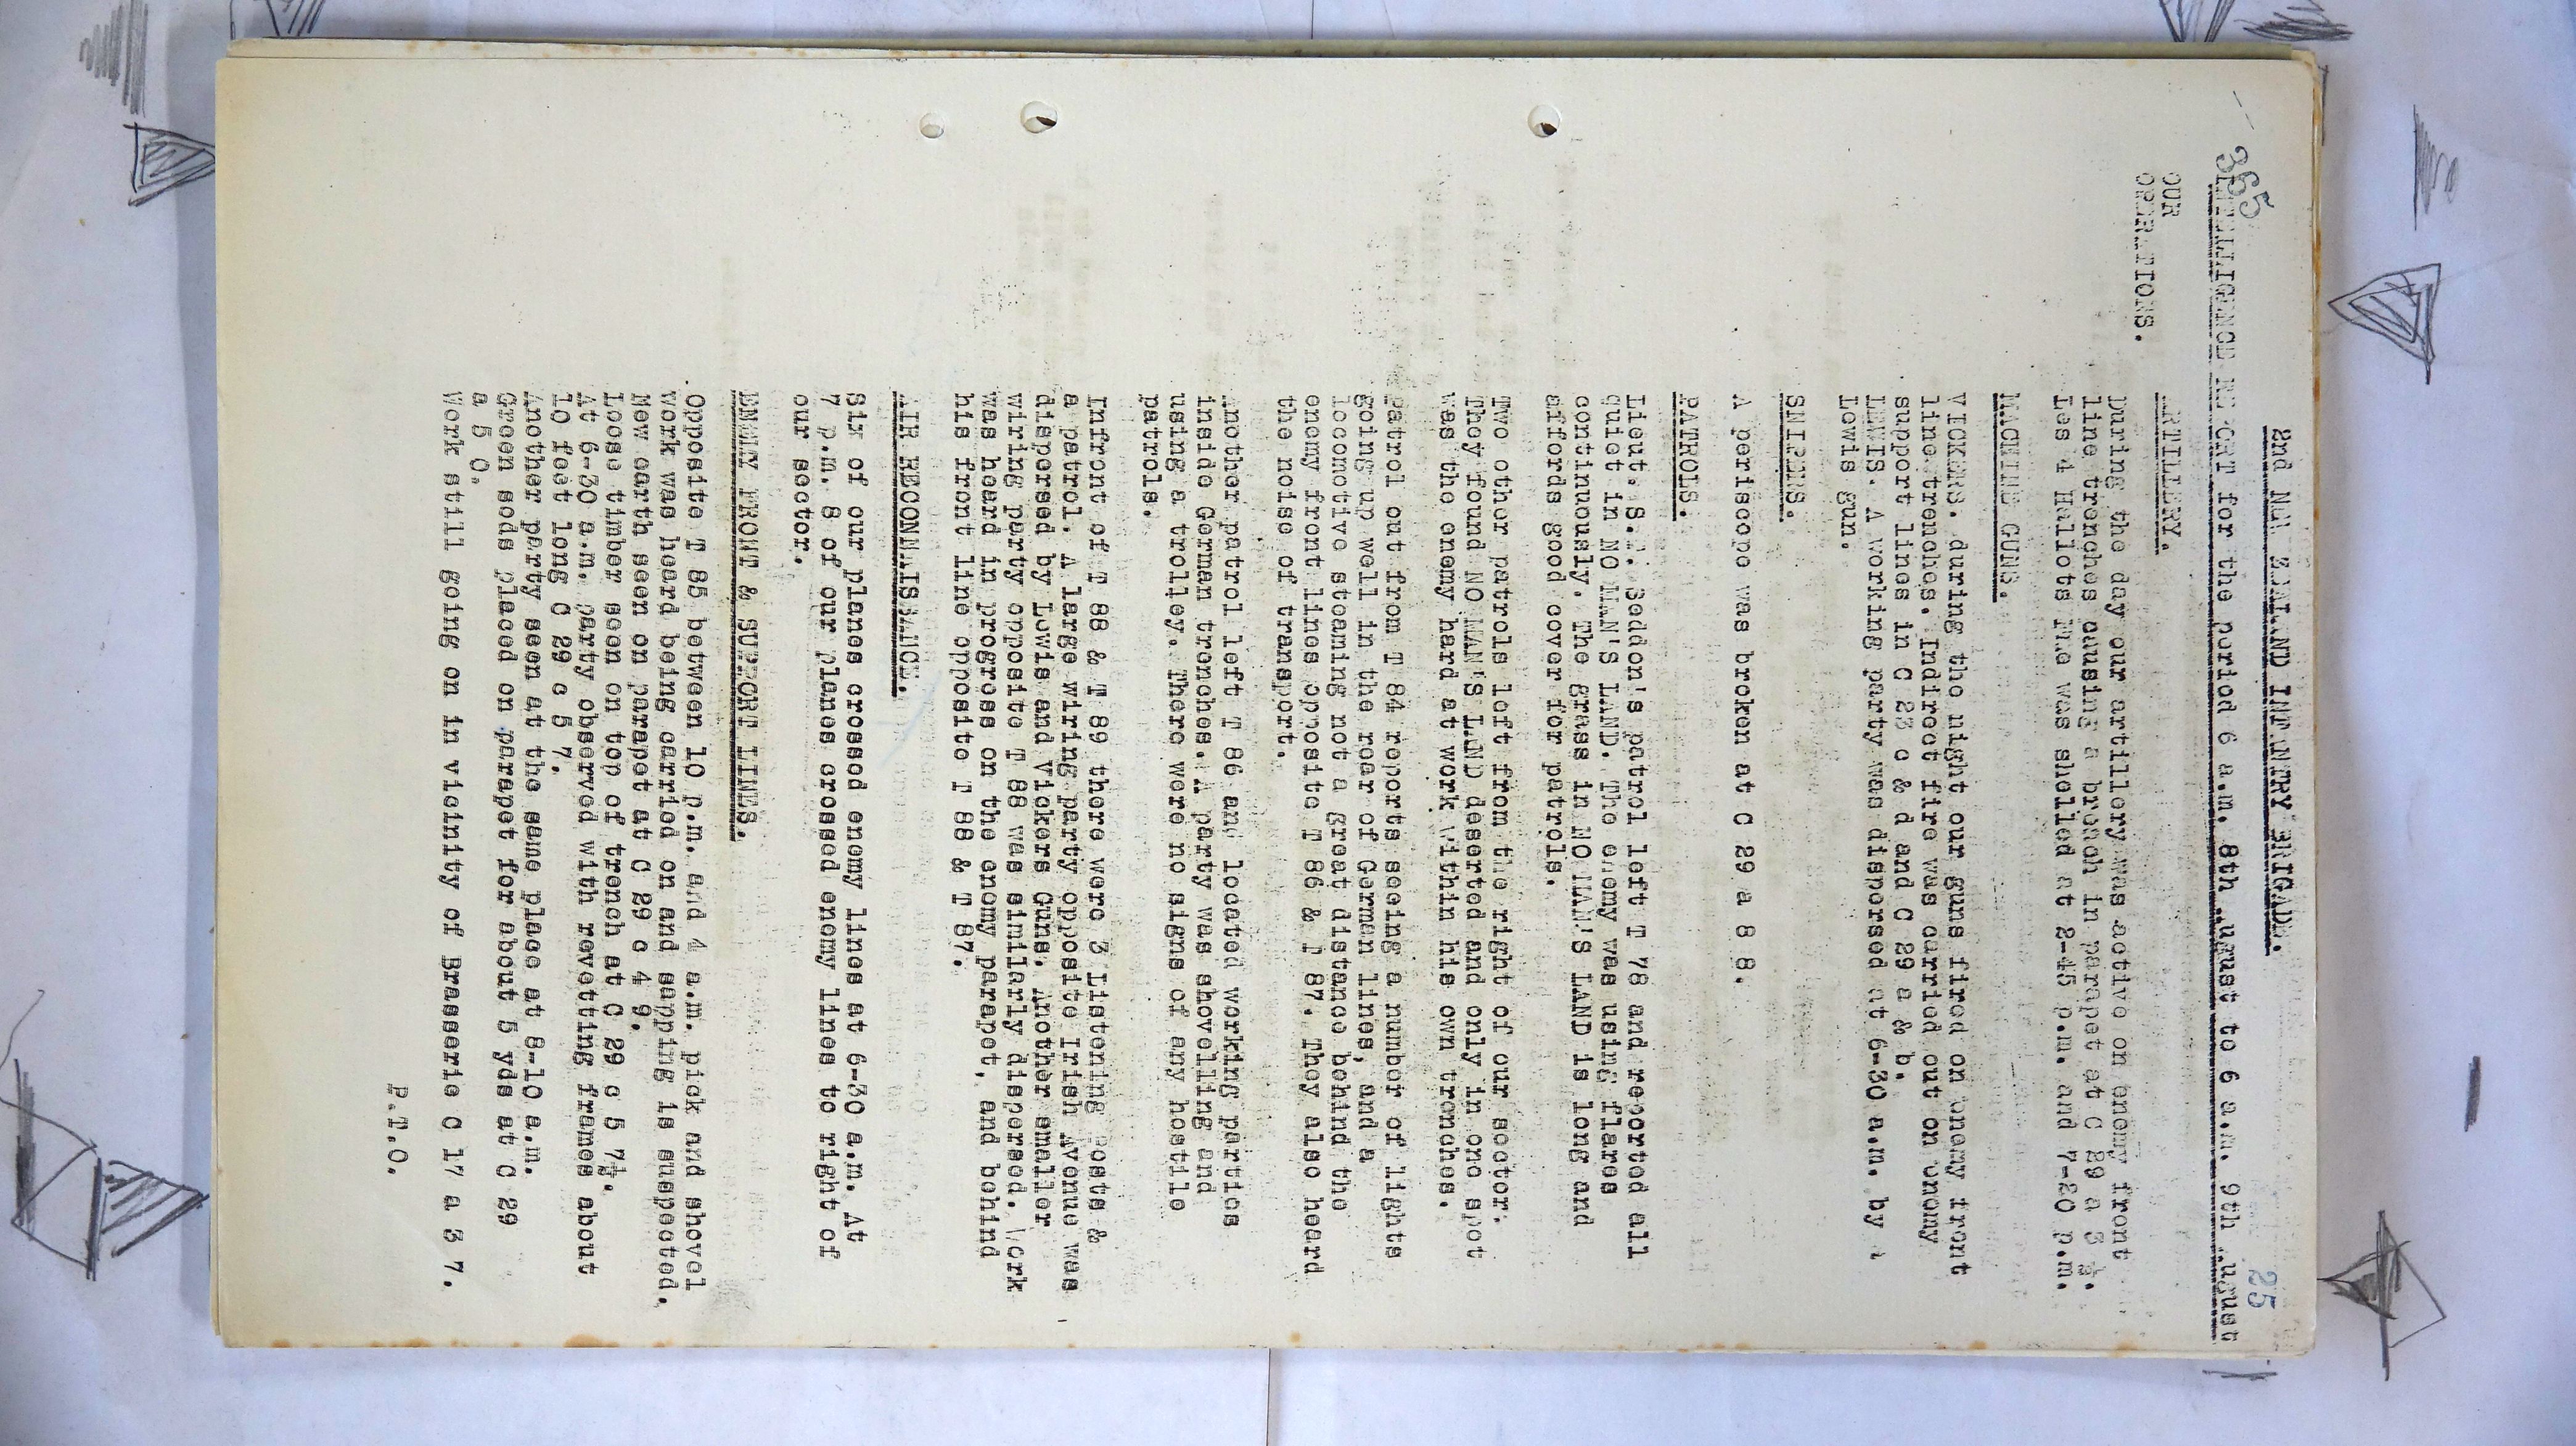 365
25
2nd NEW ZEALAND INFANTRY BRIGADE.
INTELLIGENCE REPORT for the period 6 a.m. 8th August to 6 a.m. 9th August
OUR
OPERATIONS.
ARTILLERY.
During the day our artillery was active on enemy front
line trenches causing a breach in parapet at C 29 a 8
Les 4 Hallots Fme was shelled at 2-45 p.m. and 7-20 p.m.
MACHINE GUNS.
VICKERS. during the night our guns fired on enemy front
line trenches. Indirect fire was carried out on enemy
support lines in C 23 c & d and C 29 a & b.
LEWIS. A working party was dispersed at 6-30 a.m. by a
Lewis gun.
SNIPERS.
A periscope was broken at C 29 a 8 8.
PATROLS.
Lieut. S.A. Seddon's patrol left T 78 and reported all
quiet in NO MAN'S LAND. The enemy was using flares
continuously. The grass in NO MAN'S LAND is long and
affords good cover for patrols.
Two other patrols left from the right of our sector.
They found NO MAN'S LAND deserted and only in one spot
was the enemy hard at work within his own trenches.
patrol out from T 84 reports seeing a number of lights
going up well in the rear of German lines, and a
locomotive steaming not a great distance behind the
enemy front lines opposite T 86 & T 87. They also heard
the noise of transport.
Another patrol left T 86 and located working parties
inside German trenches. A party was shovelling and
using a trolley. There were no signs of any hostile
patrols.
Infront of T 88 & T 89 there were 3 Listening Posts &
a patrol. A large wiring party opposite Irish Avenue was
dispersed by Lewis and Vickers Guns. Another smaller
wiring party opposite T 88 was similarly dispersed. Work
was heard in progress on the enemy parapet, and behind
his front line opposite T 88 & T 87.
AIR RECONNAISSANCE.
Six of our planes crossed enemy lines at 6-30 a.m. At
7 p.m. 8 of our planes crossed enemy lines to right of
our sector.
ENEMY FRONT & SUPPORT LINES.
Opposite T 85 between 10 p.m. and 4 a.m. pick and shovel
work was heard being carried on and sapping is suspected.
New earth seen on parapet at C 29 c 4 9.
Loose timber seen on top of trench at C 29 c 5 7½.
At 6-30 a.m. party observed with revetting frames about
10 feet long C 29 c 5 7.
Another party seen at the same place at 8-10 a.m.
Green sods placed on parapet for about 5 yds at C 29
a 5 0.
Work still going on in vicinity of Brasserie C 17 a 3 7.
P.T.O.